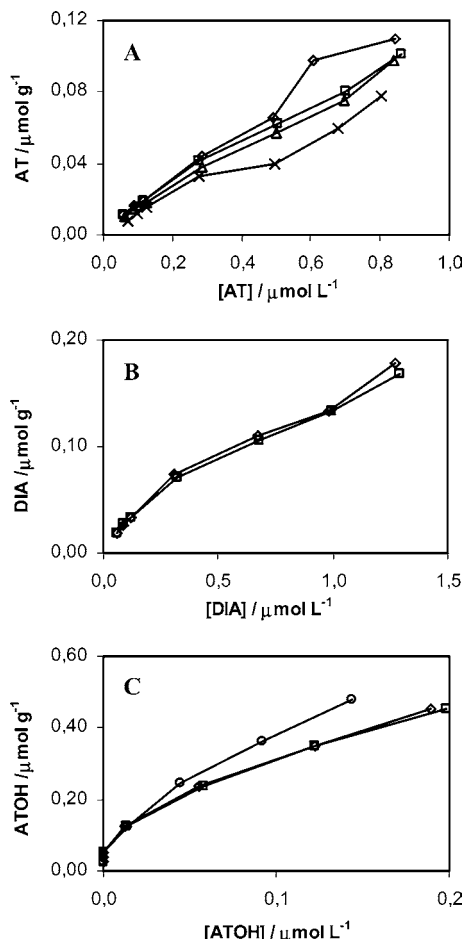 A
0,12
0,08
0,04
0,00
AT /µmol g⁻¹
0,0 0,2 0,4 0,6 0,8 1,0
[AT] / µmol L⁻¹
B
0,20
0,10
0,00
DIA /µmol g⁻¹
0,0 0,5 1,0 1,5
[DIA] / µmol L⁻¹
C
0,60
0,40
0,20
0,00
ATOH /µmol g⁻¹
0,0 0,1 0,2
[ATOH] / µmol L⁻¹